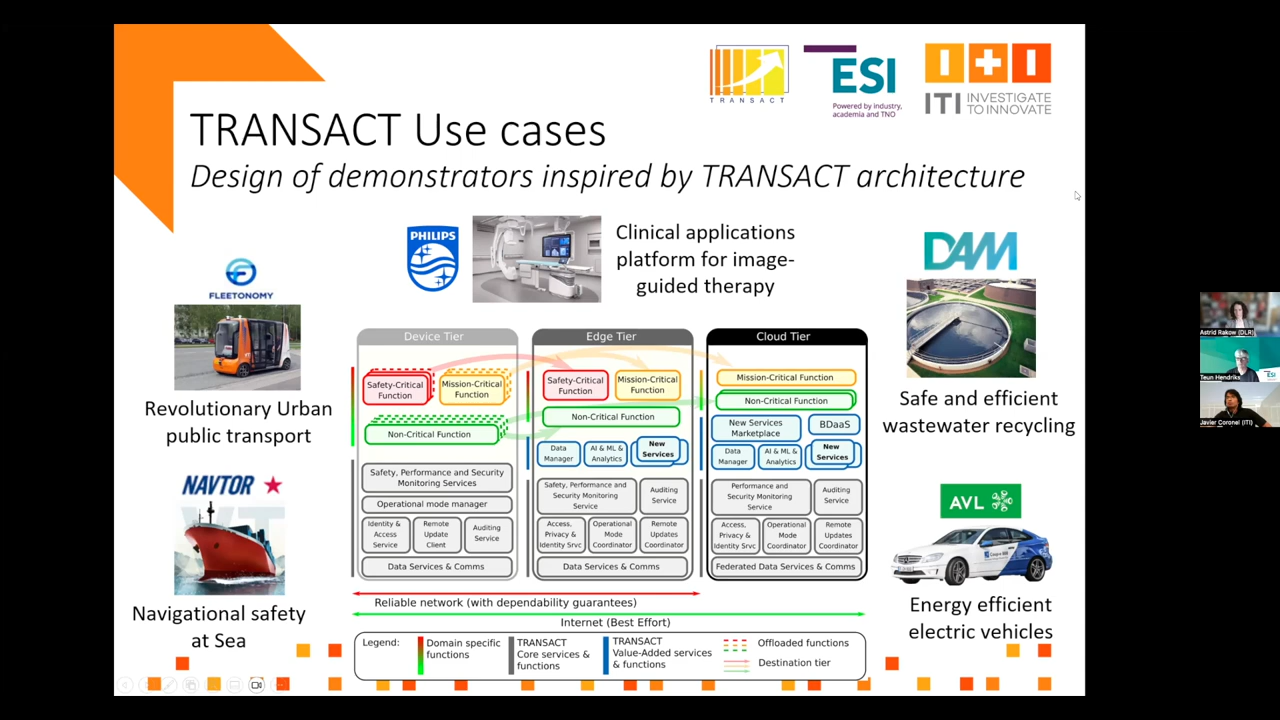 TRANSACT
ESI
Powered by industry,
academia and TNO
ITI
INVESTIGATE
TO INNOVATE
TRANSACT Use cases
Design of demonstrators inspired by TRANSACT architecture
PHILIPS
Clinical applications
platform for image-
guided therapy
FLEETONOMY
Revolutionary Urban
public transport
NAVTOR
Navigational safety
at Sea
DAM
Safe and efficient
wastewater recycling
AVL
Energy efficient
electric vehicles
Device Tier
Safety-Critical
Function
Mission-Critical
Function
Non-Critical Function
Safety, Performance and Security
Monitoring Services
Operational mode manager
Identity &
Access
Service
Remote
Update
Client
Auditing
Service
Data Services & Comms
Edge Tier
Safety-Critical
Function
Mission-Critical
Function
Non-Critical Function
Data
Manager
AI & ML &
Analytics
New
Services
Safety, Performance and
Security Monitoring
Service
Auditing
Service
Access,
Privacy &
Identity Srvc
Operational
Mode
Coordinator
Remote
Updates
Coordinator
Data Services & Comms
Cloud Tier
Mission-Critical Function
Non-Critical Function
New Services
Marketplace
BDaaS
Data
Manager
AI & ML &
Analytics
New
Services
Performance and
Security Monitoring
Service
Auditing
Service
Access,
Privacy &
Identity Srvc
Operational
Mode
Coordinator
Remote
Updates
Coordinator
Federated Data Services & Comms
Reliable network (with dependability guarantees)
Internet (Best Effort)
Legend:
Domain specific
functions
TRANSACT
Core services &
functions
TRANSACT
Value-Added services
& functions
Offloaded functions
Destination tier
Astrid Rakow (DLR)
Teun Hendriks
ESI
Javier Coronel (ITI)